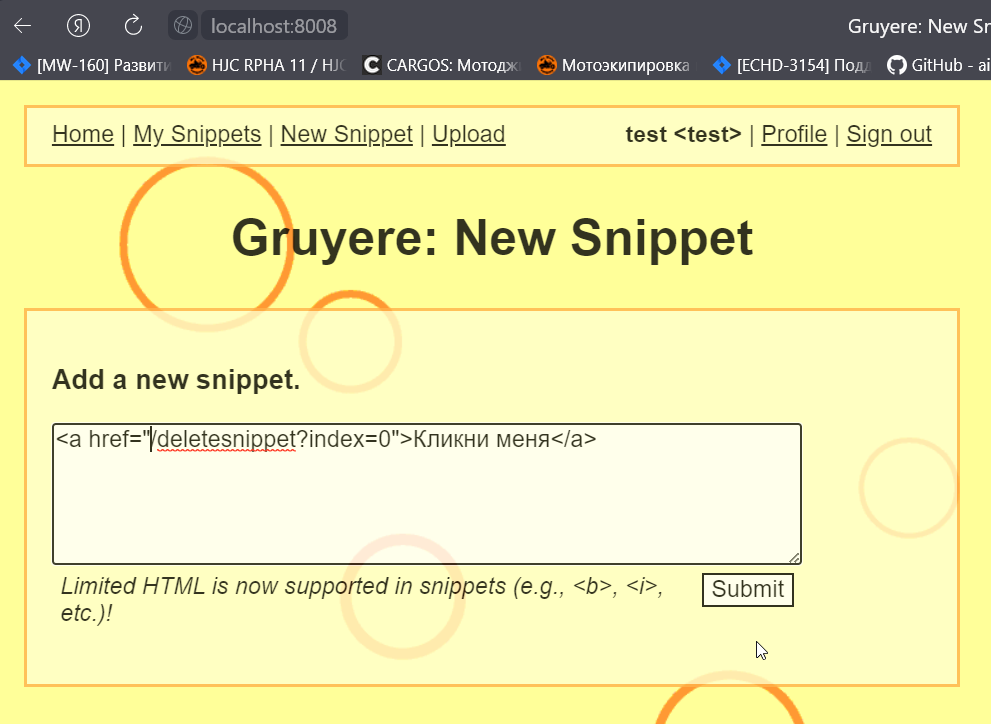 Я localhost:8008 Gruyere: New Sn
[MW-160] Развити HJC RPHA 11 / HJC CARGOS: Мотодж Мотоэкипировка [ECHD-3154] Подд GitHub - ai
Home | My Snippets | New Snippet | Upload test <test> | Profile | Sign out
Gruyere: New Snippet
Add a new snippet.
<a href="/deletesnippet?index=0">Кликни меня</a>
Limited HTML is now supported in snippets (e.g., <b>, <i>, Submit
etc.)!